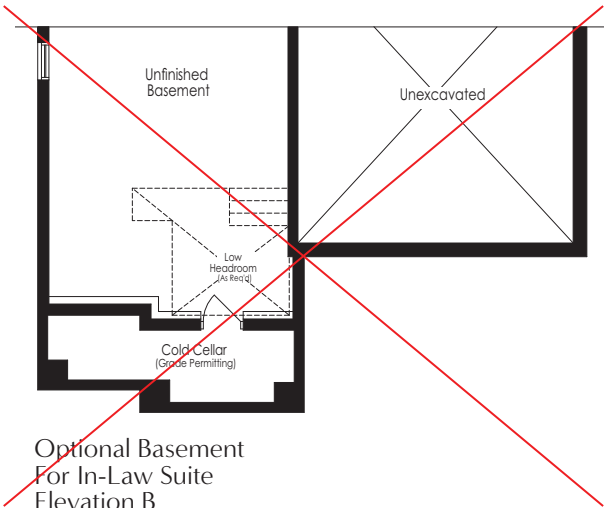 Unfinished
Basement
Unexcavated
Low
Headroom
(As Req'd)
Cold Cellar
(Grade Permitting)
Optional Basement
For In-Law Suite
Elevation B